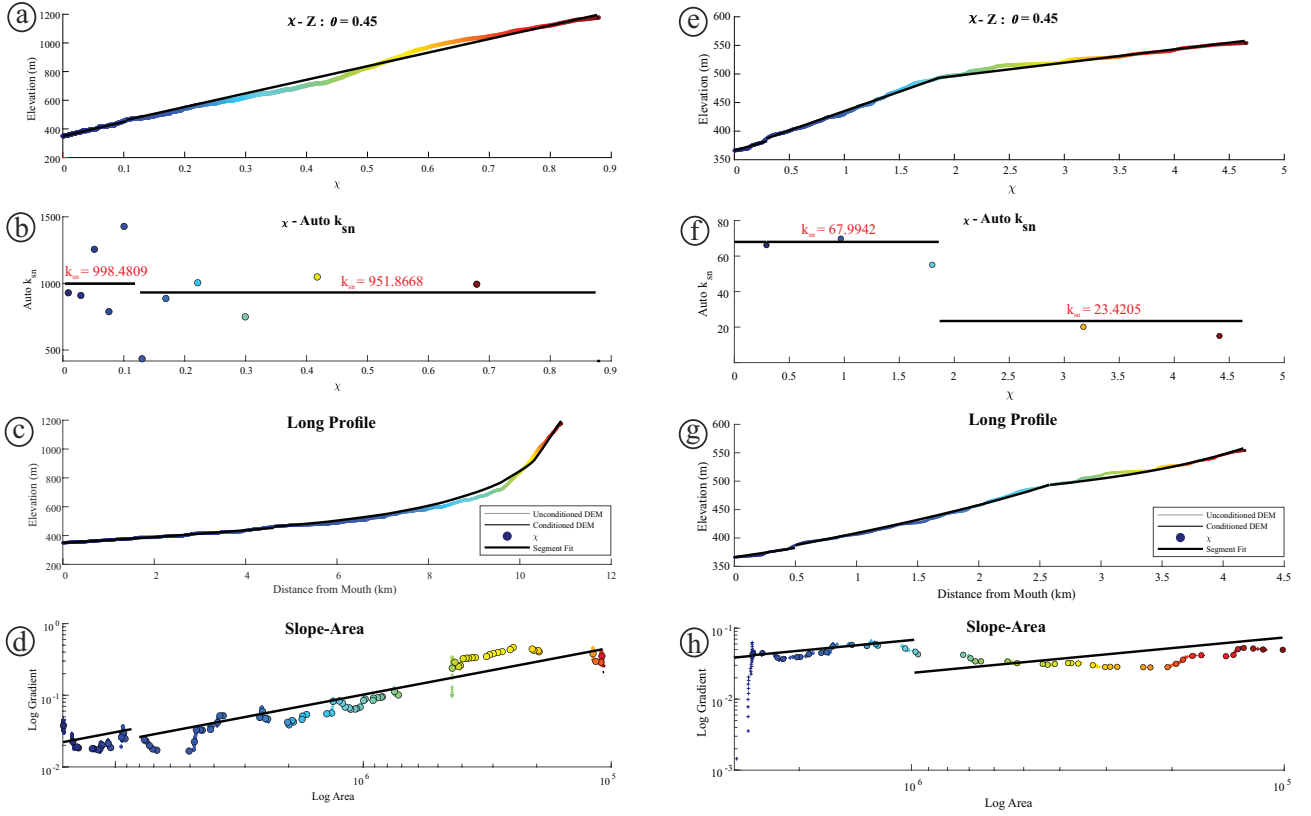 a
χ - Z : θ = 0.45
1200
1000
800
600
400
200
Elevation (m)
0
0.1
0.2
0.3
0.4
0.5
0.6
0.7
0.8
0.9
χ
e
χ - Z : θ = 0.45
600
550
500
450
400
350
Elevation (m)
0
0.5
1
1.5
2
2.5
3
3.5
4
4.5
5
χ
b
χ - Auto k_sn
1500
1000
500
Auto k_sn
k_sn = 998.4809
k_sn = 951.8668
0
0.1
0.2
0.3
0.4
0.5
0.6
0.7
0.8
0.9
χ
f
χ - Auto k_sn
80
60
40
20
Auto k_sn
k_sn = 67.9942
k_sn = 23.4205
0
0.5
1
1.5
2
2.5
3
3.5
4
4.5
5
χ
c
Long Profile
1200
1000
800
600
400
200
Elevation (m)
Unconditioned DEM
Conditioned DEM
χ
Segment Fit
0
2
4
6
8
10
12
Distance from Mouth (km)
g
Long Profile
600
550
500
450
400
350
Elevation (m)
Unconditioned DEM
Conditioned DEM
χ
Segment Fit
0
0.5
1
1.5
2
2.5
3
3.5
4
4.5
Distance from Mouth (km)
d
Slope-Area
10^0
10^-1
10^-2
Log Gradient
10^6
10^5
Log Area
h
Slope-Area
10^-1
10^-2
10^-3
Log Gradient
10^6
10^5
Log Area